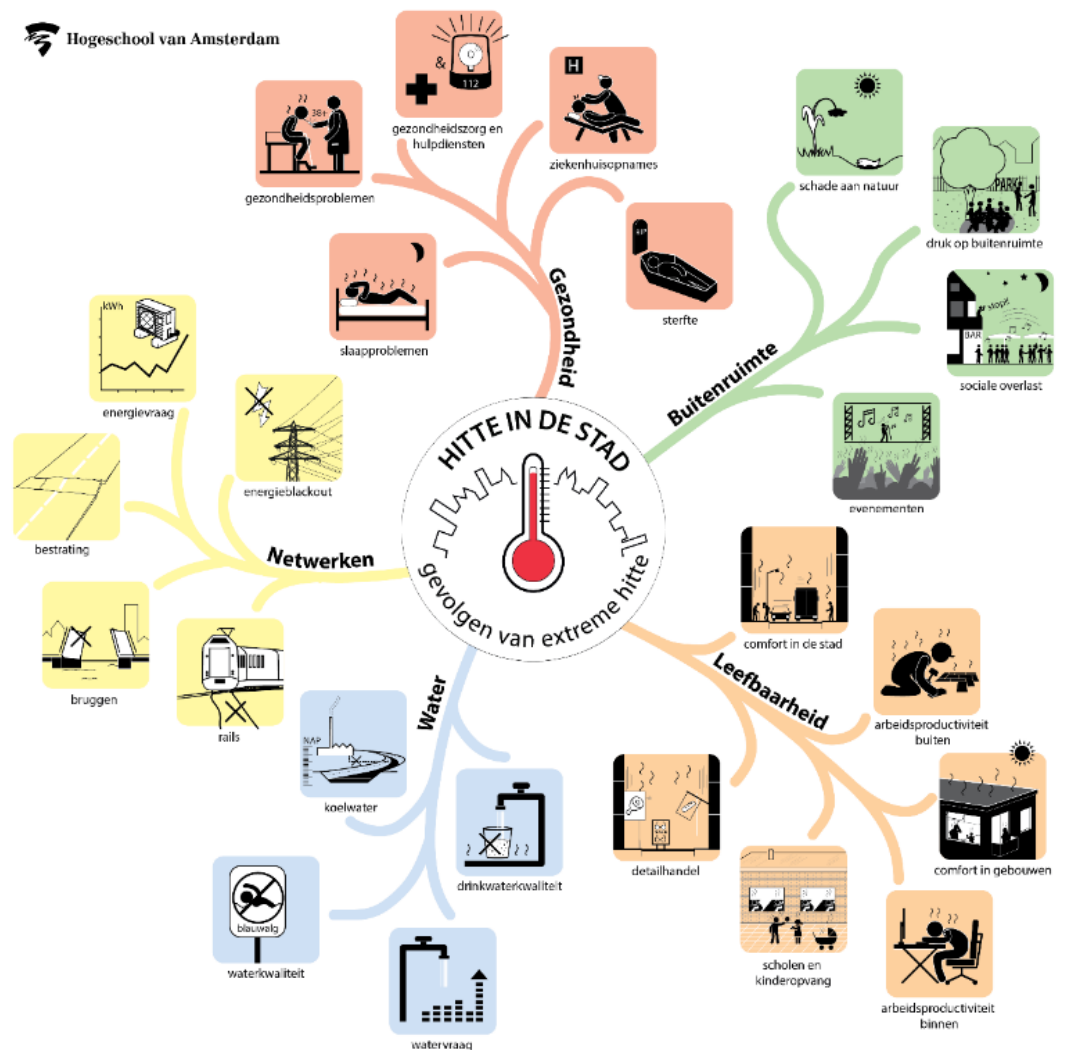 Hogeschool van Amsterdam
HITTE IN DE STAD
gevolgen van extreme hitte
Gezondheid
38+
gezondheidsproblemen
&
112
gezondheidszorg en
hulpdiensten
H
ziekenhuisopnames
slaapproblemen
RIP
sterfte
Buitenruimte
schade aan natuur
PARK
druk op buitenruimte
stop!!
BAR
sociale overlast
evenementen
Leefbaarheid
comfort in de stad
arbeidsproductiviteit
buiten
comfort in gebouwen
arbeidsproductiviteit
binnen
scholen en
kinderopvang
detailhandel
Water
NAP
koelwater
drinkwaterkwaliteit
blauwalg
waterkwaliteit
watervraag
Netwerken
kWh
energievraag
energieblackout
bestrating
bruggen
rails